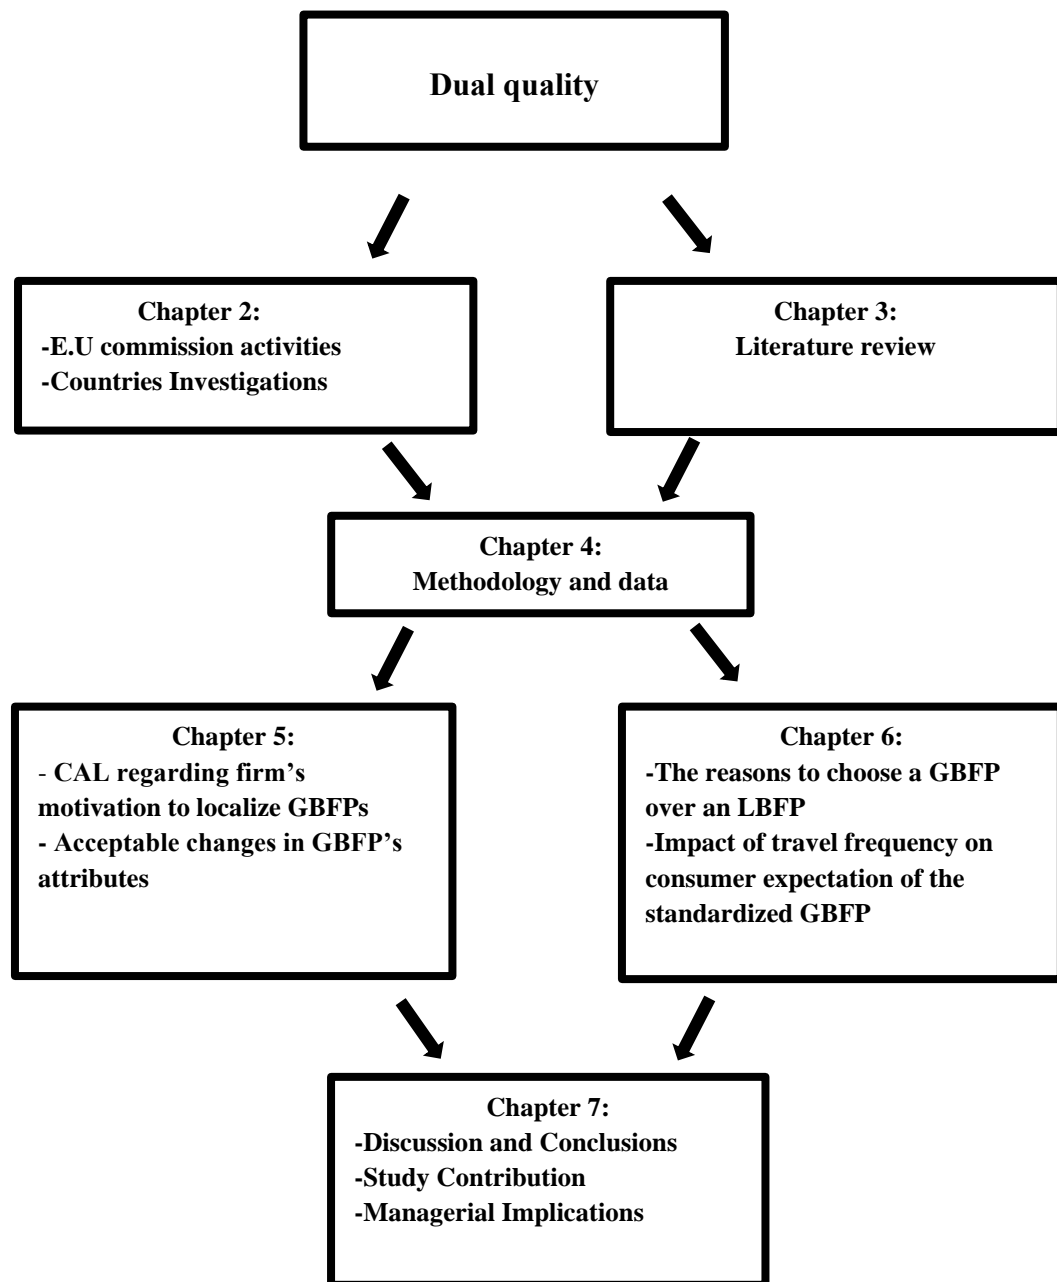 Dual quality
Chapter 2:
-E.U commission activities
-Countries Investigations
Chapter 3:
Literature review
Chapter 4:
Methodology and data
Chapter 5:
- CAL regarding firm’s
motivation to localize GBFPs
- Acceptable changes in GBFP’s
attributes
Chapter 6:
-The reasons to choose a GBFP
over an LBFP
-Impact of travel frequency on
consumer expectation of the
standardized GBFP
Chapter 7:
-Discussion and Conclusions
-Study Contribution
-Managerial Implications